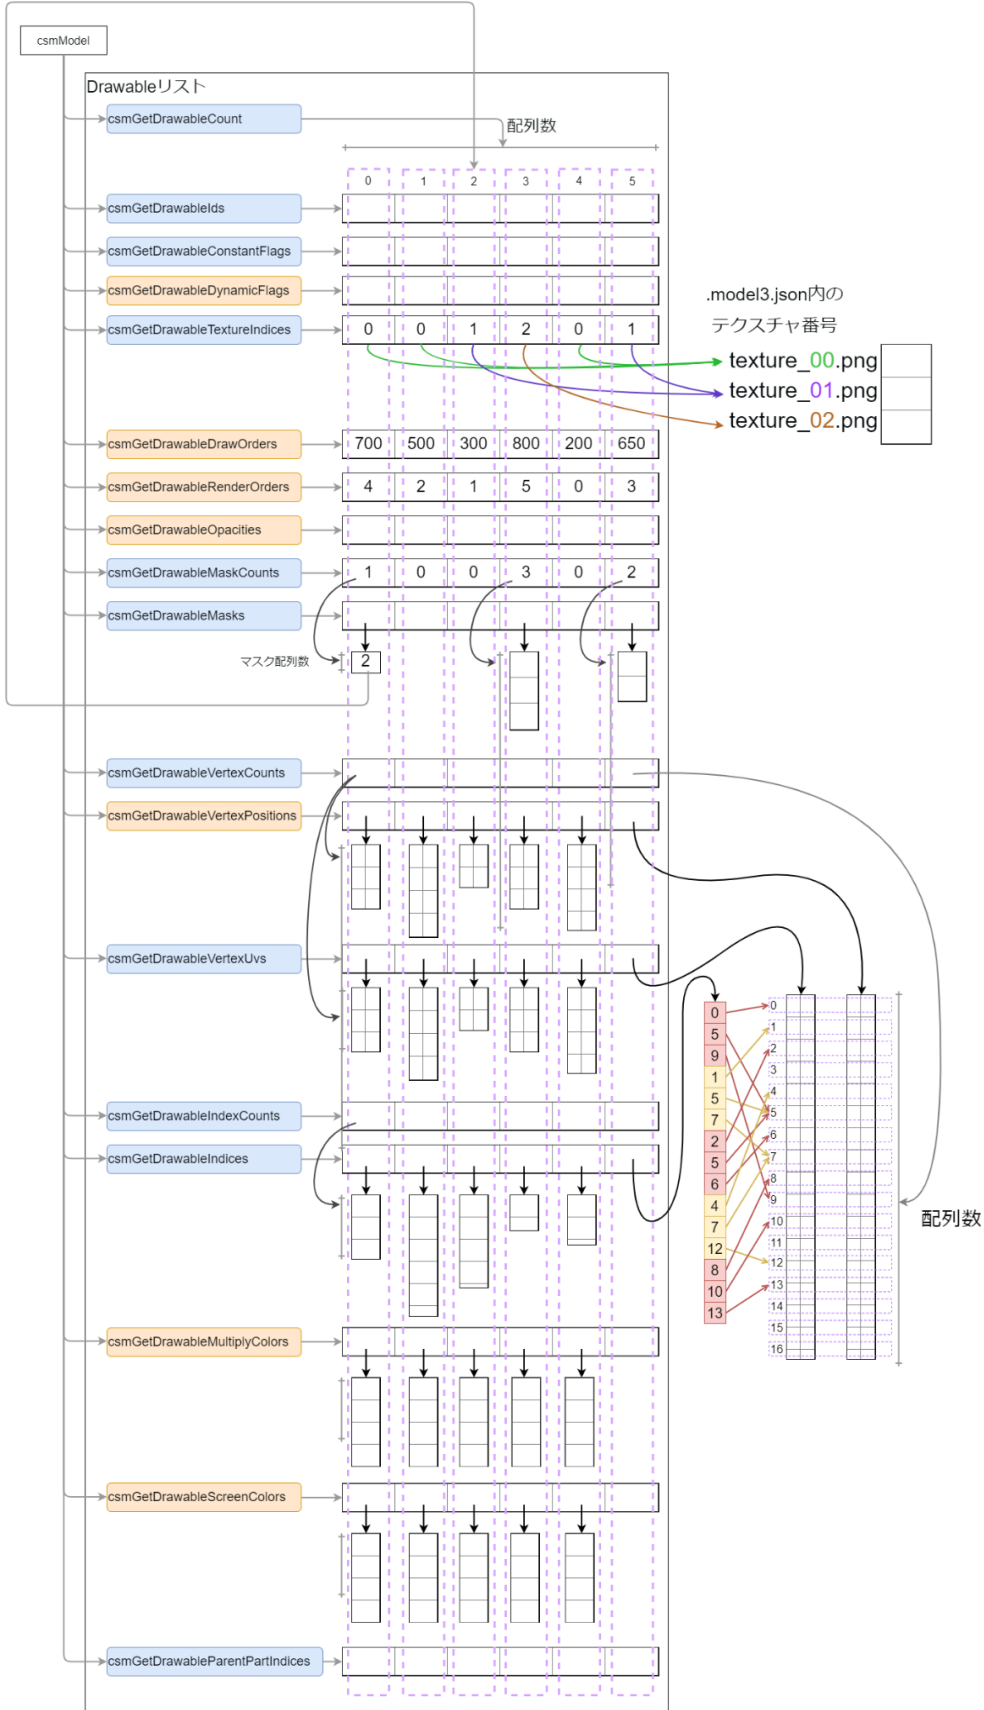 csmModel
Drawableリスト
csmGetDrawableCount
配列数
0 1 2 3 4 5
csmGetDrawableIds
csmGetDrawableConstantFlags
csmGetDrawableDynamicFlags
csmGetDrawableTextureIndices
0 0 1 2 0 1
.model3.json内の
テクスチャ番号
texture_00.png
texture_01.png
texture_02.png
csmGetDrawableDrawOrders
700 500 300 800 200 650
csmGetDrawableRenderOrders
4 2 1 5 0 3
csmGetDrawableOpacities
csmGetDrawableMaskCounts
1 0 0 3 0 2
csmGetDrawableMasks
マスク配列数
2
csmGetDrawableVertexCounts
csmGetDrawableVertexPositions
csmGetDrawableVertexUvs
csmGetDrawableIndexCounts
csmGetDrawableIndices
0
5
9
1
5
7
2
5
6
4
7
12
8
10
13
0
1
2
3
4
5
6
7
8
9
10
11
12
13
14
15
16
配列数
csmGetDrawableMultiplyColors
csmGetDrawableScreenColors
csmGetDrawableParentPartIndices